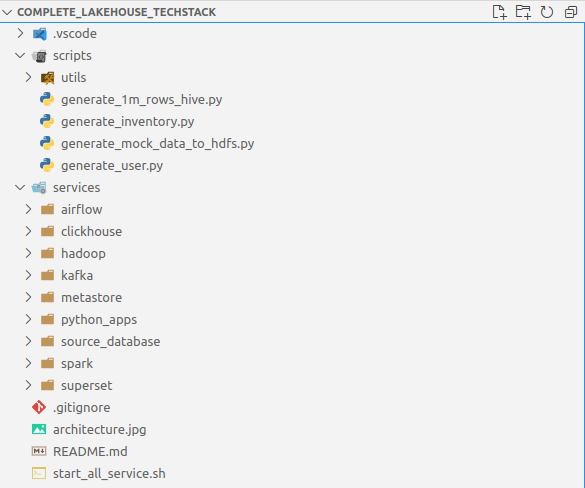 COMPLETE_LAKEHOUSE_TECHSTACK
.vscode
scripts
utils
generate_1m_rows_hive.py
generate_inventory.py
generate_mock_data_to_hdfs.py
generate_user.py
services
airflow
clickhouse
hadoop
kafka
metastore
python_apps
source_database
spark
superset
.gitignore
architecture.jpg
README.md
start_all_service.sh